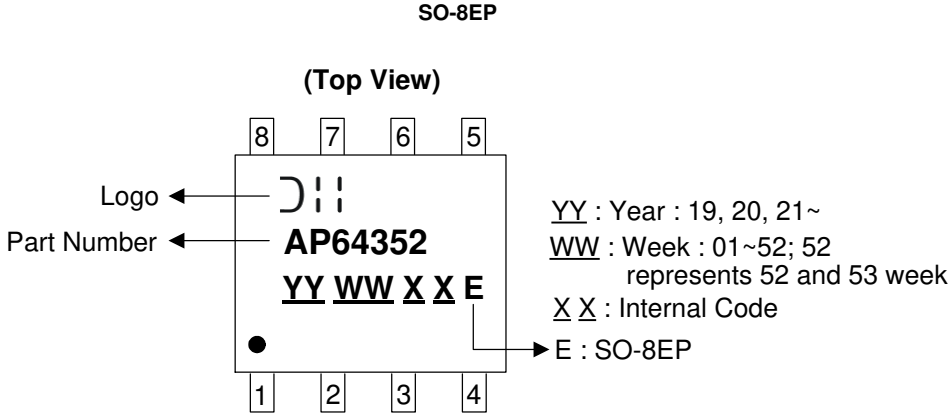 SO-8EP
(Top View)
8 7 6 5
Logo
Part Number
AP64352
YY WW X X E
YY : Year : 19, 20, 21~
WW : Week : 01~52; 52
represents 52 and 53 week
X X : Internal Code
E : SO-8EP
1 2 3 4